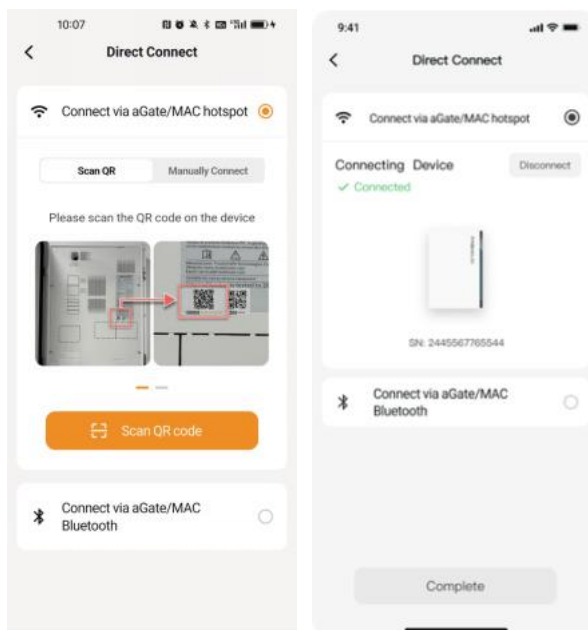 10:07
Direct Connect
Connect via aGate/MAC hotspot
Scan QR
Manually Connect
Please scan the QR code on the device
Scan QR code
Connect via aGate/MAC
Bluetooth
9:41
Direct Connect
Connect via aGate/MAC hotspot
Connecting Device
Disconnect
Connected
SN: 2445567765544
Connect via aGate/MAC
Bluetooth
Complete